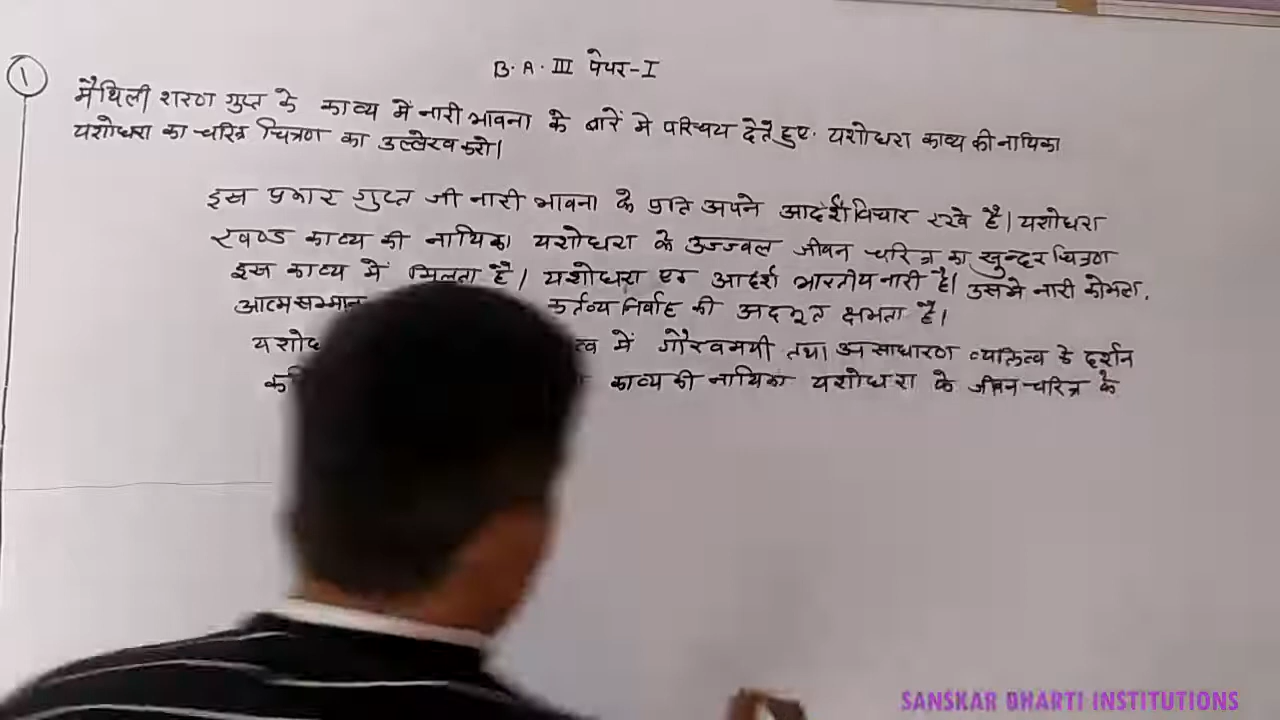 1
B.A.III पेपर-I
मैथिली शरण गुप्त के काव्य में नारी भावना के बारें मे परिचय देते हुए. यशोधरा काव्य की नायिका
यशोधरा का चरित्र चित्रण का उल्लेख करो।
इस प्रकार गुप्त जी नारी भावना के प्रति अपने आदर्श विचार रखे है। यशोधरा
खण्ड काव्य की नायिका यशोधरा के उज्ज्वल जीवन चरित्र का सुन्दर चित्रण
इस काव्य में मिलता है। यशोधरा एक आदर्श भारतीय नारी है। उसमे नारी कोमलता,
आत्मसम्मान कर्तव्य निर्वाह की अदभूत क्षमता है।
में गौरवमयी तथा असाधारण व्यक्तित्व के दर्शन
काव्य की नायिका यशोधरा के जीवन-चरित्र के
SANSKAR BHARTI INSTITUTIONS